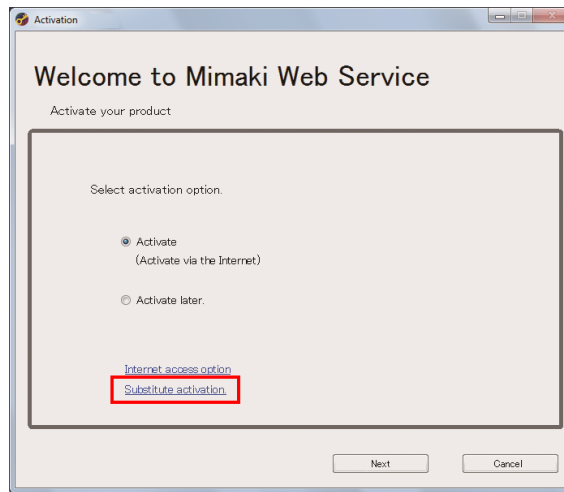 Activation
Welcome to Mimaki Web Service
Activate your product
Select activation option.
Activate
(Activate via the Internet)
Activate later.
Internet access option
Substitute activation.
Next
Cancel